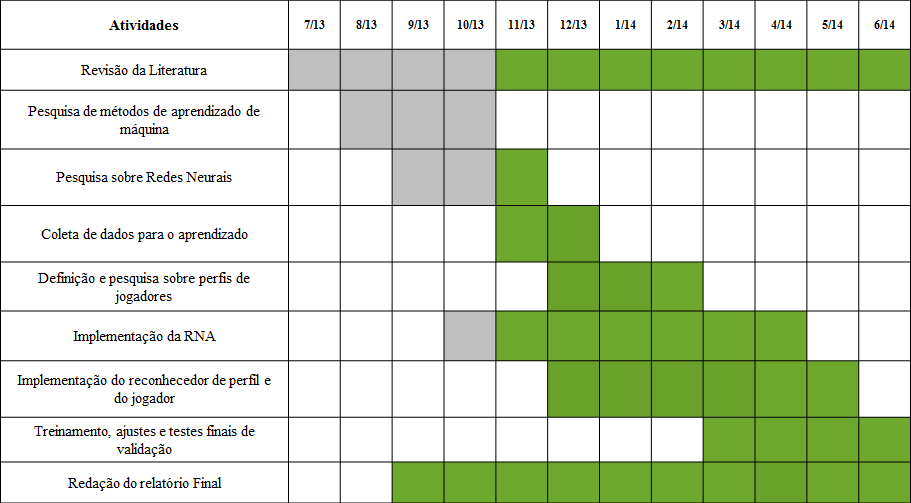 Atividades 7/13 8/13 9/13 10/13 11/13 12/13 1/14 2/14 3/14 4/14 5/14 6/14
Revisão da Literatura
Pesquisa de métodos de aprendizado de
máquina
Pesquisa sobre Redes Neurais
Coleta de dados para o aprendizado
Definição e pesquisa sobre perfis de
jogadores
Implementação da RNA
Implementação do reconhecedor de perfil e
do jogador
Treinamento, ajustes e testes finais de
validação
Redação do relatório Final